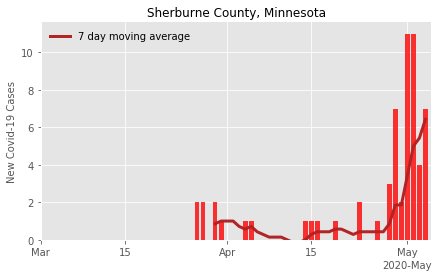 Sherburne County, Minnesota
7 day moving average
New Covid-19 Cases
10
8
6
4
2
0
Mar 15 Apr 15 May
2020-May